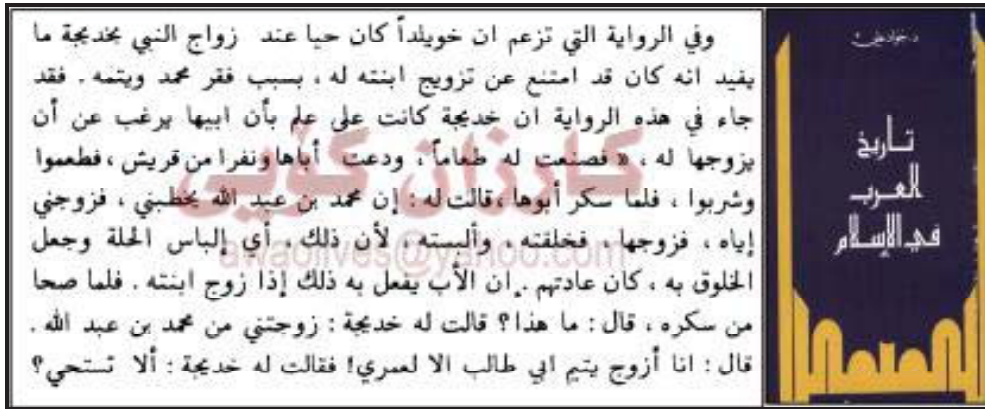 وفي الرواية التي تزعم ان خويلداً كان حيا عند زواج النبي بخديجة ما
يفيد انه كان قد امتنع عن تزويج ابنته له ، بسبب فقر محمد ويتمه . فقد
جاء في هذه الرواية ان خديجة كانت على علم بأن ابيها يرغب عن أن
يزوجها له ، « فصنعت له طعاماً ، ودعت أباها ونفرا من قريش ، فطعموا
وشربوا ، فلما سكر أبوها ، قالت له : إن محمد بن عبد الله يخطبني ، فزوجني
إياه ، فزوجها ، فخلقته ، وألبسته ، لأن ذلك ، أي إلباس الحلة وجعل
الخلوق به ، كان عادتهم . ان الأب يفعل به ذلك إذا زوج ابنته . فلما صحا
من سكره ، قال : ما هذا ؟ قالت له خديجة : زوجتني من محمد بن عبد الله .
قال : انا أزوج يتيم ابي طالب الا لعمري ! فقالت له خديجة : ألا تستحي ؟
كارزان كۆیی
awaolives@yahoo.com
د. جواد علي
تاريخ
العرب
في الإسلام